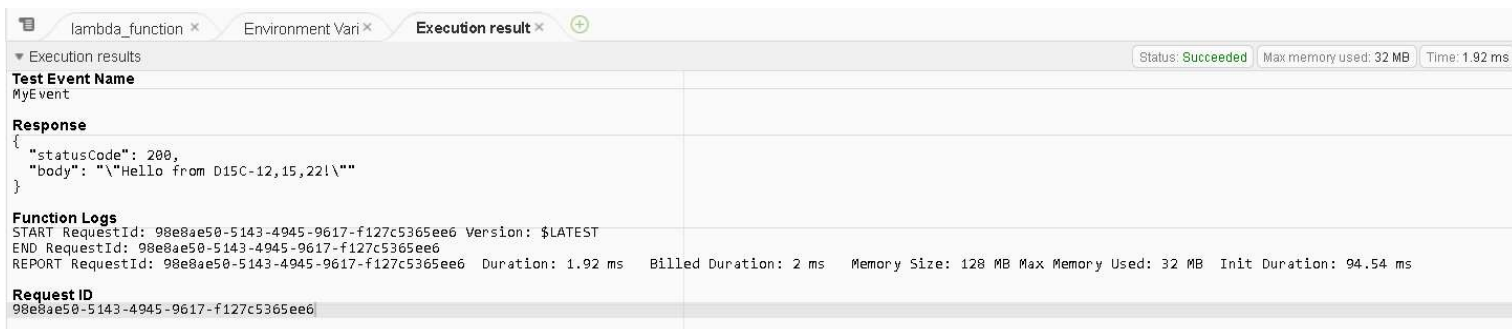 lambda_function × Environment Vari × Execution result ×
Execution results Status: Succeeded Max memory used: 32 MB Time: 1.92 ms
Test Event Name
MyEvent
Response
{
  "statusCode": 200,
  "body": "\"Hello from D15C-12,15,22!\""
}
Function Logs
START RequestId: 98e8ae50-5143-4945-9617-f127c5365ee6 Version: $LATEST
END RequestId: 98e8ae50-5143-4945-9617-f127c5365ee6
REPORT RequestId: 98e8ae50-5143-4945-9617-f127c5365ee6 Duration: 1.92 ms Billed Duration: 2 ms Memory Size: 128 MB Max Memory Used: 32 MB Init Duration: 94.54 ms
Request ID
98e8ae50-5143-4945-9617-f127c5365ee6